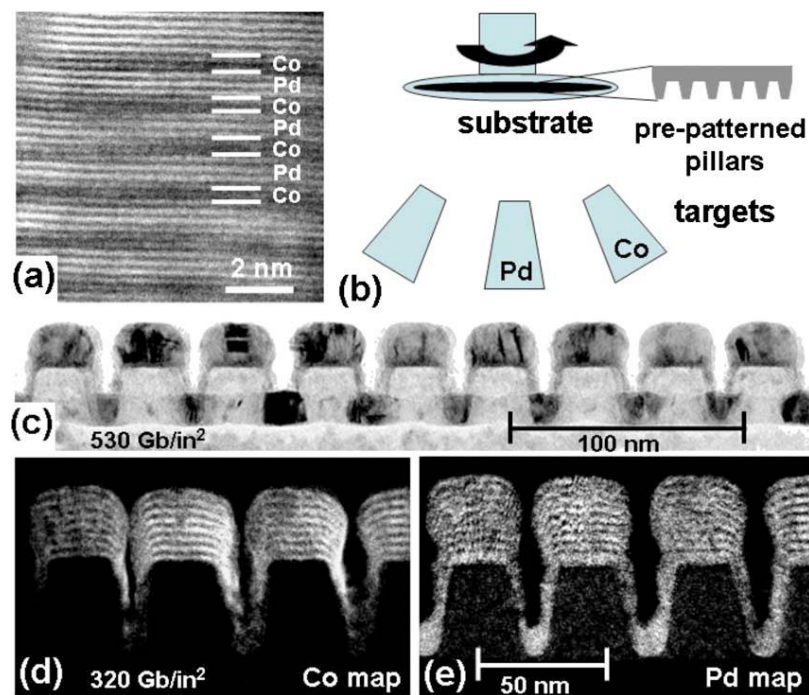 Co
Pd
Co
Pd
Co
Pd
Co
2 nm
(a)
substrate
pre-patterned
pillars
targets
Pd
Co
(b)
(c)
530 Gb/in²
100 nm
(d)
320 Gb/in²
Co map
(e)
50 nm
Pd map